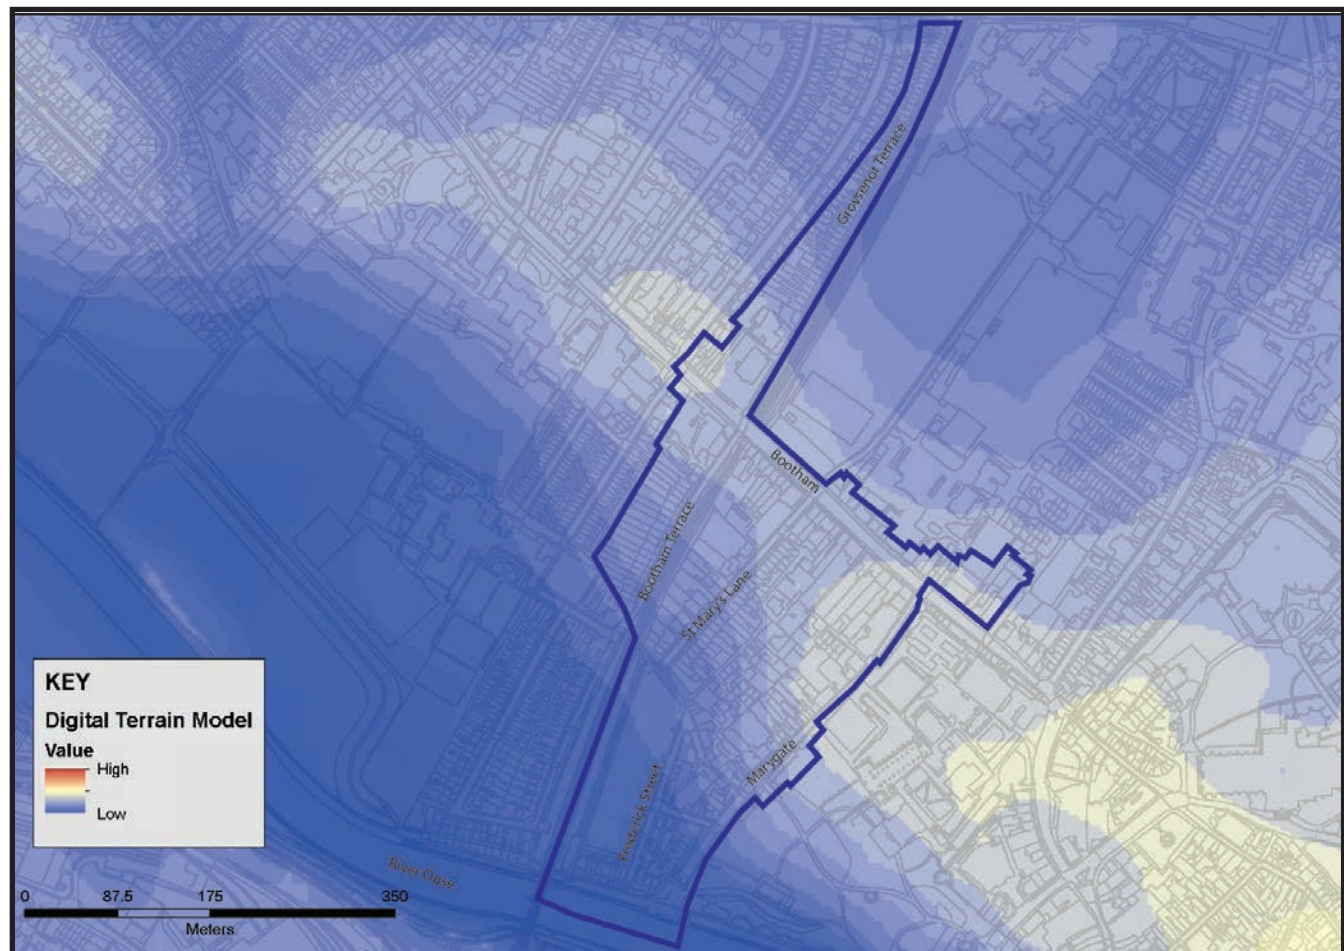 Grovsenor Terrace
Bootham
Bootham Terrace
St Mary's Lane
Marygate
Frederick Street
River Ouse
KEY
Digital Terrain Model
Value
High
Low
0 87.5 175 350
Meters